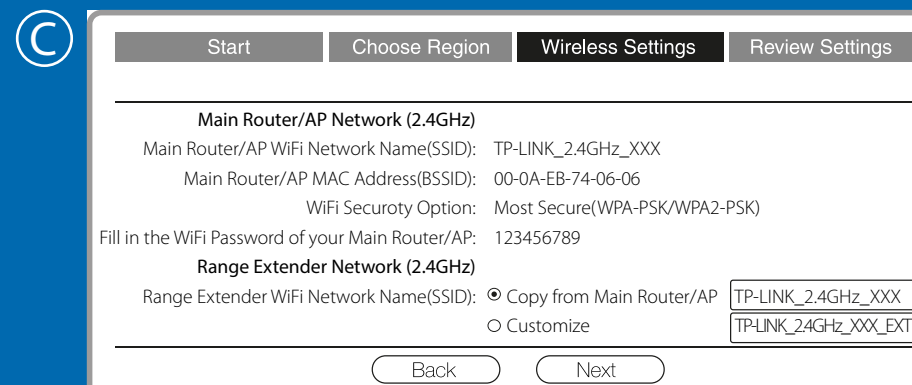 C
Start Choose Region Wireless Settings Review Settings
Main Router/AP Network (2.4GHz)
Main Router/AP WiFi Network Name(SSID): TP-LINK_2.4GHz_XXX
Main Router/AP MAC Address(BSSID): 00-0A-EB-74-06-06
WiFi Securoty Option: Most Secure(WPA-PSK/WPA2-PSK)
Fill in the WiFi Password of your Main Router/AP: 123456789
Range Extender Network (2.4GHz)
Range Extender WiFi Network Name(SSID): Copy from Main Router/AP TP-LINK_2.4GHz_XXX
Customize TP-LINK_2.4GHz_XXX_EXT
Back Next